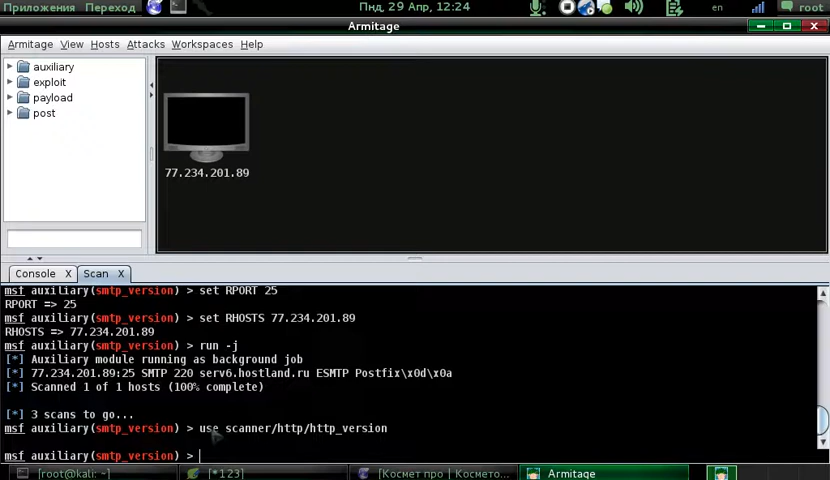 Приложения Переход Пнд, 29 Апр, 12:24 en root
Armitage
Armitage View Hosts Attacks Workspaces Help
auxiliary
exploit
payload
post
77.234.201.89
Console X Scan X
msf auxiliary(smtp_version) > set RPORT 25
RPORT => 25
msf auxiliary(smtp_version) > set RHOSTS 77.234.201.89
RHOSTS => 77.234.201.89
msf auxiliary(smtp_version) > run -j
[*] Auxiliary module running as background job
[*] 77.234.201.89:25 SMTP 220 serv6.hostland.ru ESMTP Postfix\x0d\x0a
[*] Scanned 1 of 1 hosts (100% complete)
[*] 3 scans to go...
msf auxiliary(smtp_version) > use scanner/http/http_version
msf auxiliary(smtp_version) >
[root@kali: ~] [*123] [Космет про | Космето... Armitage